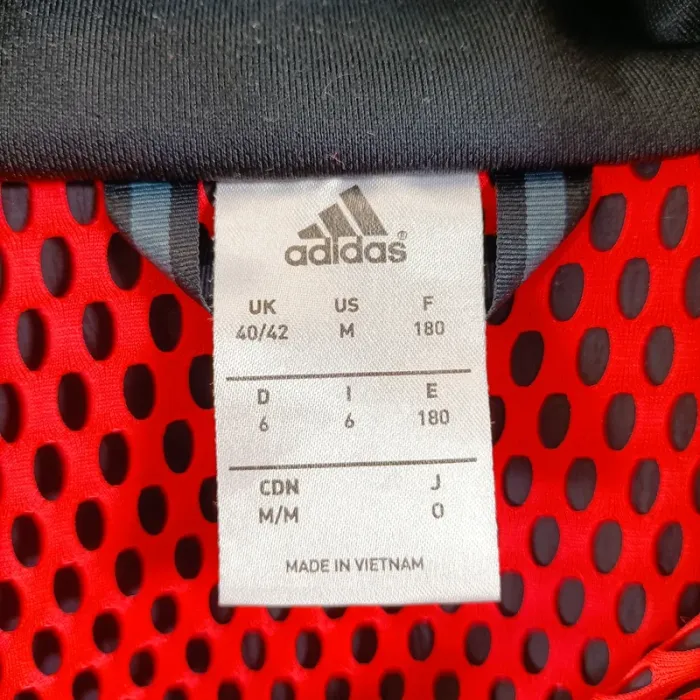 adidas®
UK US F
40/42 M 180
D I E
6 6 180
CDN J
M/M O
MADE IN VIETNAM